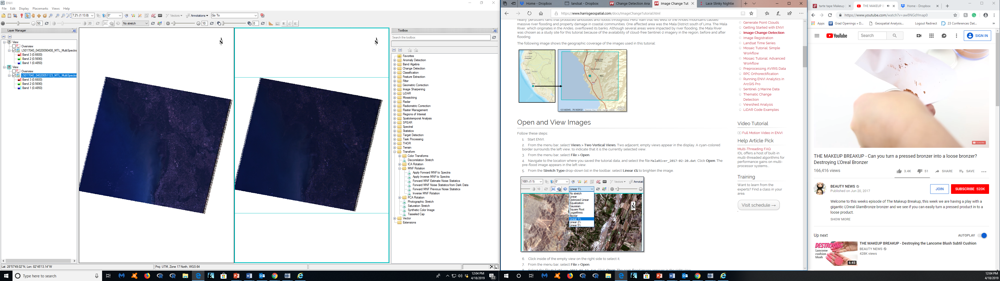 ENVI
File Edit Display Placemarks Views Help
7.2% (1:13.8) 0° Vectors Annotations Go To
50 20 No stretch 10 0
Layer Manager
View
Overview
L5017040_04020090408_MTL_MultiSpectra
Band 3 (0.6600)
Band 2 (0.5690)
Band 1 (0.4850)
View
Overview
L5017040_04020051123_MTL_MultiSpectra
Band 3 (0.6600)
Band 2 (0.5690)
Band 1 (0.4850)
N
N
Toolbox
Search the toolbox
Favorites
Anomaly Detection
Band Algebra
Change Detection
Classification
Feature Extraction
Filter
Geometric Correction
Image Sharpening
LiDAR
Mosaicking
Radar
Radiometric Correction
Raster Management
Regions of Interest
Spatiotemporal Analysis
SPEAR
Spectral
Statistics
Target Detection
Task Processing
THOR
Terrain
Transform
Color Transforms
Decorrelation Stretch
ICA Rotation
MNF Rotation
Apply Forward MNF to Spectra
Apply Inverse MNF to Spectra
Forward MNF Estimate Noise Statistics
Forward MNF Noise Statistics from Dark Data
Forward MNF Previous Noise Statistics
Inverse MNF Rotation
PCA Rotation
Photographic Stretch
Saturation Stretch
Synthetic Color Image
Tasseled Cap
Vector
Extensions
Lat: 28°57'49.02"N, Lon: 82°45'13.14"W
Proj: UTM, Zone 17 North, WGS-84
Type here to search
12:04 PM
4/18/2019
22
Home - Dropbox
landsat - Dropbox
Change Detection Ana
Image Change Tut
Lace Slinky Nightie
https://www.harrisgeospatial.com/docs/ImageChangeTutorial.html
heavy, persistent rains that produced landslides and floods throughout Peru. Rain that fell west of the Andes mountains caused
massive river flooding and property damage in coastal communities. One affected area was the Mala District south of Lima. The Mala
River, which originates in the Andes, overflowed its banks. Although several areas were impacted by river flooding, the Mala River
was chosen as a study site for this tutorial because of the availability of cloud-free Sentinel-2 imagery in the region, before and after
flooding.
The following image shows the geographic coverage of the images used in this tutorial:
PERU
esri
Open and View Images
Follow these steps:
1. Start ENVI.
2. From the menu bar, select Views > Two Vertical Views. Two adjacent, empty views appear in the display. A cyan-colored
border surrounds the left view, to indicate that it is the currently selected view.
3. From the menu bar, select File > Open.
4. Navigate to the location where you saved the tutorial data, and select the file MalaRiver_2017-02-20.dat. Click Open. The
pre-flood image appears in the left view.
5. From the Stretch Type drop-down list in the toolbar, select Linear 1% to brighten the image.
100% (1:1) 0° Vectors Annotati
10 Linear 1%
No stretch
Linear
Optimized Linear
Equalization
Gaussian
Square Root
Logarithmic
Bipolar
Linear 1%
Linear 2%
Linear 5%
N
6. Click inside of the empty view on the right side to select it.
7. From the menu bar, select File > Open.
8. Select the file MalaRiver_2017-03-12.dat. Click Open. The post-flood image appears in the right view.
Generate Point Clouds
Getting Started with ENVI
Image Change Detection
Image Registration
Landsat Time Series
Mosaic Tutorial: Simple
Workflow
Mosaic Tutorial: Advanced
Workflow
Preprocessing AVIRIS Data
RPC Orthorectification
Running ENVI Analytics in
ArcGIS Pro
Sentinel-3 Marine Data
Thematic Change
Detection
Viewshed Analysis
LiDAR Code Examples
Video Tutorial
Full Motion Video in ENVI
Help Article Pick
Multi-Threading FAQ
IDL offers a host of built-in
multi-threaded algorithms for
performance gains on multi-
processor systems...
Training
Want to learn from the
experts? Find a class in your
area.
Visit schedule →
tarte tape Makeup
THE MAKEUP B
Home - Dropbox
https://www.youtube.com/watch?v=aw8NGdYmap0
Apps
Grad Openings » D...
Geospatial Analysis...
Logout Redirect
23 Conferences Dat...
YouTube
Search
SIGN IN
Subscribe
THE MAKEUP BREAKUP - Can you turn a pressed bronzer into a loose bronzer?
Destroying L'Oreal Bronzer
166,416 views
3.4K 51 SHARE SAVE
BEAUTY NEWS
Published on Jun 20, 2017
JOIN
SUBSCRIBE 520K
Welcome to this weeks episode of The Makeup Breakup, this week we are having a play with a
gigantic L'Oreal GlamBronze bronzer and we see if you can easily turn a pressed product in to a
loose product.
SHOW MORE
Up next
AUTOPLAY
DESTROYING
Lancome
cushion
blush
6:45
THE MAKEUP BREAKUP - Destroying the Lancome Blush Subtil Cushion
BEAUTY NEWS
428K views
12:04 PM
4/18/2019